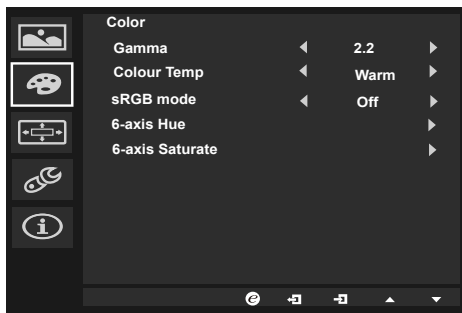 Color
Gamma 2.2
Colour Temp Warm
sRGB mode Off
6-axis Hue
6-axis Saturate